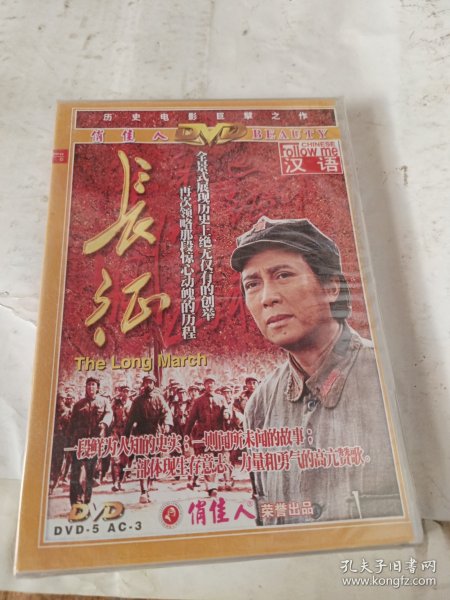 历史电影巨擘之作
俏佳人 DVD BEAUTY
CHINESE
Follow me
汉语
长征
全景式展现历史上绝无仅有的创举
再次领略那段惊心动魄的历程
The Long March
一段鲜为人知的史实；一则闻所未闻的故事；
一部体现生存意志、力量和勇气的高亢赞歌。
DVD
DVD-5 AC-3
俏佳人 荣誉出品
孔夫子旧书网
www.kongfz.com